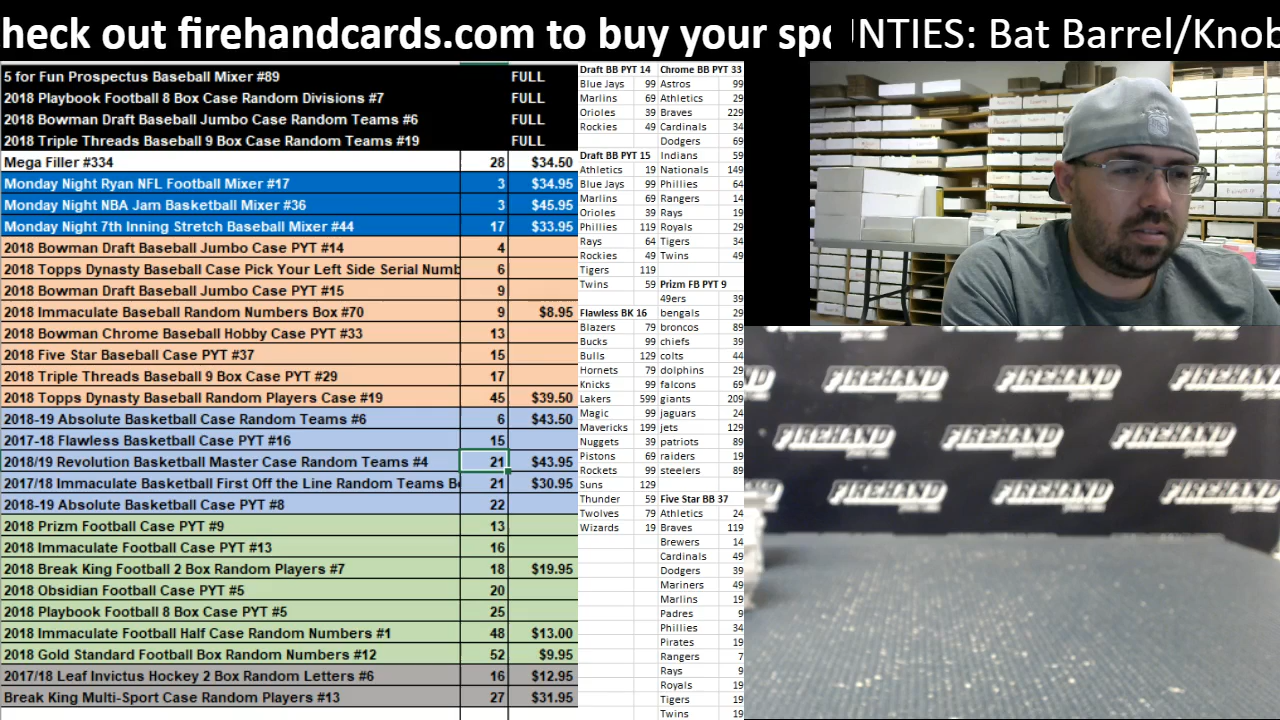 heck out firehandcards.com to buy your spo
NTIES: Bat Barrel/Knob
5 for Fun Prospectus Baseball Mixer #89 FULL
2018 Playbook Football 8 Box Case Random Divisions #7 FULL
2018 Bowman Draft Baseball Jumbo Case Random Teams #6 FULL
2018 Triple Threads Baseball 9 Box Case Random Teams #19 FULL
Mega Filler #334 28 $34.50
Monday Night Ryan NFL Football Mixer #17 3 $34.95
Monday Night NBA Jam Basketball Mixer #36 3 $45.95
Monday Night 7th Inning Stretch Baseball Mixer #44 17 $33.95
2018 Bowman Draft Baseball Jumbo Case PYT #14 4
2018 Topps Dynasty Baseball Case Pick Your Left Side Serial Numb 6
2018 Bowman Draft Baseball Jumbo Case PYT #15 9
2018 Immaculate Baseball Random Numbers Box #70 9 $8.95
2018 Bowman Chrome Baseball Hobby Case PYT #33 13
2018 Five Star Baseball Case PYT #37 15
2018 Triple Threads Baseball 9 Box Case PYT #29 17
2018 Topps Dynasty Baseball Random Players Case #19 45 $39.50
2018-19 Absolute Basketball Case Random Teams #6 6 $43.50
2017-18 Flawless Basketball Case PYT #16 15
2018/19 Revolution Basketball Master Case Random Teams #4 21 $43.95
2017/18 Immaculate Basketball First Off the Line Random Teams Bo 21 $30.95
2018-19 Absolute Basketball Case PYT #8 22
2018 Prizm Football Case PYT #9 13
2018 Immaculate Football Case PYT #13 16
2018 Break King Football 2 Box Random Players #7 18 $19.95
2018 Obsidian Football Case PYT #5 20
2018 Playbook Football 8 Box Case PYT #5 25
2018 Immaculate Football Half Case Random Numbers #1 48 $13.00
2018 Gold Standard Football Box Random Numbers #12 52 $9.95
2017/18 Leaf Invictus Hockey 2 Box Random Letters #6 16 $12.95
Break King Multi-Sport Case Random Players #13 27 $31.95
Draft BB PYT 14
Blue Jays 99
Marlins 69
Orioles 39
Rockies 49
Draft BB PYT 15
Athletics 19
Blue Jays 99
Marlins 69
Orioles 39
Phillies 119
Rays 64
Rockies 49
Tigers 119
Twins 59
Flawless BK 16
Blazers 79
Bucks 99
Bulls 129
Hornets 79
Knicks 99
Lakers 599
Magic 99
Mavericks 199
Nuggets 39
Pistons 69
Rockets 99
Suns 129
Thunder 59
Twolves 79
Wizards 19
Chrome BB PYT 33
Astros 99
Athletics 29
Braves 229
Cardinals 34
Dodgers 69
Indians 59
Nationals 149
Phillies 64
Rangers 14
Rays 19
Royals 29
Tigers 34
Twins 49
Prizm FB PYT 9
49ers 39
bengals 29
broncos 89
chiefs 39
colts 44
dolphins 29
falcons 69
giants 209
jaguars 24
jets 129
patriots 89
raiders 19
steelers 89
Five Star BB 37
Athletics 24
Braves 119
Brewers 14
Cardinals 49
Dodgers 39
Mariners 49
Marlins 19
Padres 9
Phillies 34
Pirates 19
Rangers 7
Rays 9
Royals 19
Tigers 19
Twins 19
FIREHAND FIREHAND
FIREHAND FIREHAND
FIREHAND FIREHAND